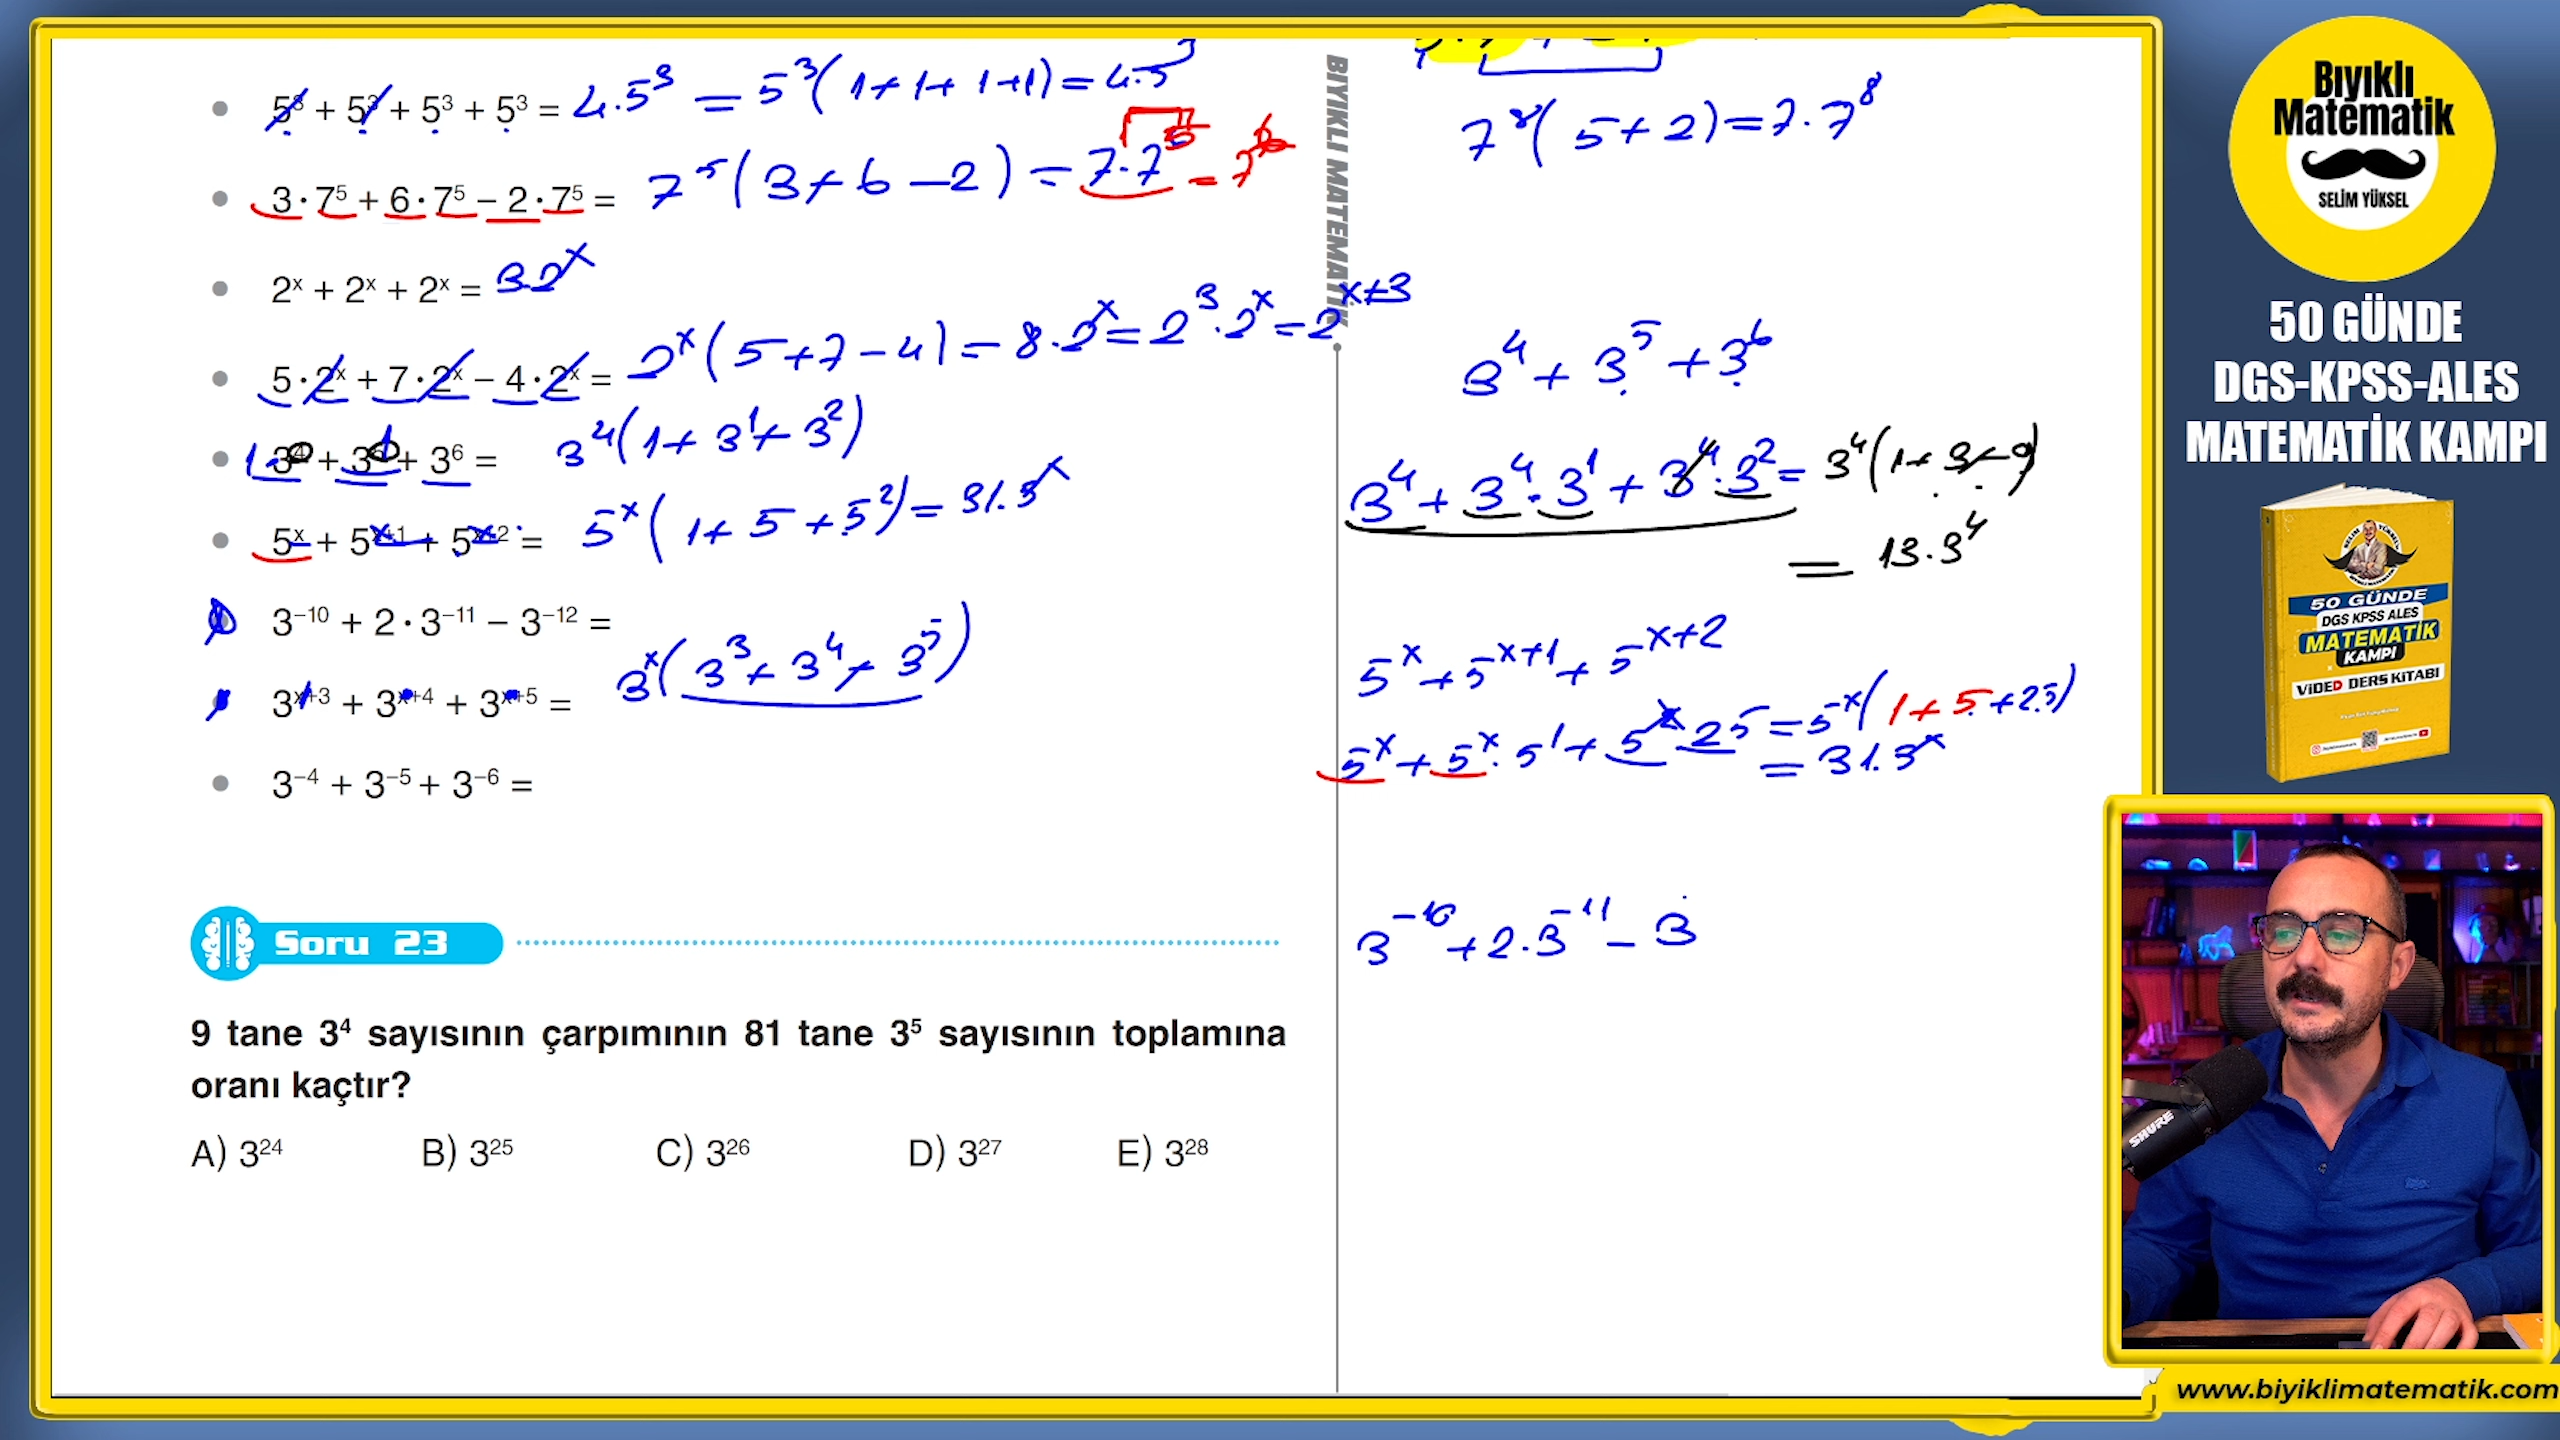 5³ + 5³ + 5³ + 5³ = 4.5³ = 5³(1+1+1+1) = 4.5³
3 · 7⁵ + 6 · 7⁵ − 2 · 7⁵ = 7⁵(3+6−2) = 7.7⁵ = 7⁶
2ˣ + 2ˣ + 2ˣ = 3.2ˣ
5 · 2ˣ + 7 · 2ˣ − 4 · 2ˣ = 2ˣ(5+7−4) = 8.2ˣ = 2³.2ˣ = 2ˣ⁺³
3⁴ + 3⁵ + 3⁶ = 3⁴(1+3¹+3²)
5ˣ + 5ˣ⁺¹ + 5ˣ⁺² = 5ˣ(1+5+5²) = 31.5ˣ
3⁻¹⁰ + 2 · 3⁻¹¹ − 3⁻¹² =
3ˣ⁺³ + 3ˣ⁺⁴ + 3ˣ⁺⁵ = 3ˣ(3³+3⁴+3⁵)
3⁻⁴ + 3⁻⁵ + 3⁻⁶ =
Soru 23
9 tane 3⁴ sayısının çarpımının 81 tane 3⁵ sayısının toplamına
oranı kaçtır?
A) 3²⁴ B) 3²⁵ C) 3²⁶ D) 3²⁷ E) 3²⁸
BIYIKLI MATEMATİK
7⁸(5+2) = 7.7⁸
3⁴ + 3⁵ + 3⁶
3⁴ + 3⁴.3¹ + 3⁴.3² = 3⁴(1+3+9)
= 13.3⁴
5ˣ + 5ˣ⁺¹ + 5ˣ⁺²
5ˣ + 5ˣ.5¹ + 5ˣ.25 = 5ˣ(1+5+25)
= 31.5ˣ
3⁻¹⁰ + 2.3⁻¹¹ − 3
Bıyıklı
Matematik
SELİM YÜKSEL
50 GÜNDE
DGS-KPSS-ALES
MATEMATİK KAMPI
50 GÜNDE
DGS KPSS ALES
MATEMATİK
KAMPI
VİDEO DERS KİTABI
SHURE
www.biyiklimatematik.com